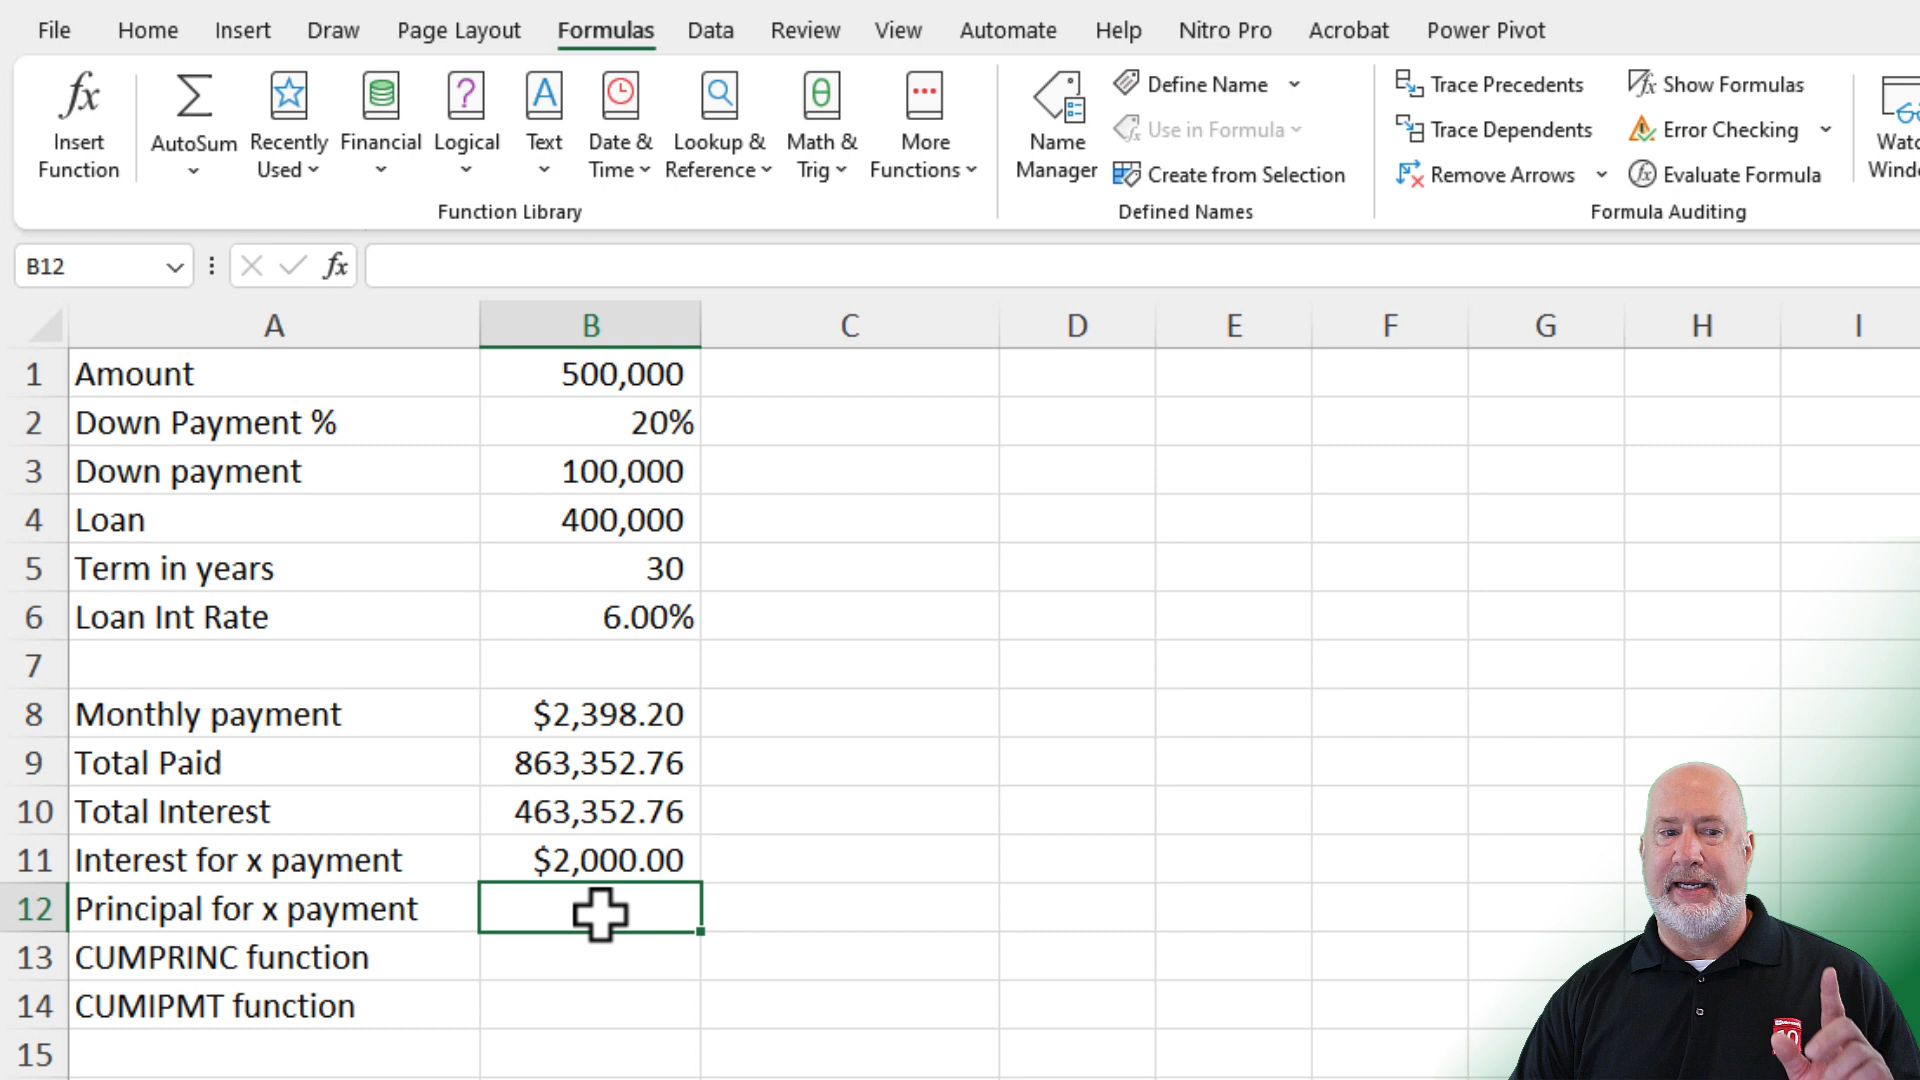 File Home Insert Draw Page Layout Formulas Data Review View Automate Help Nitro Pro Acrobat Power Pivot
fx Insert Function
AutoSum
Recently Used
Financial
Logical
Text
Date & Time
Lookup & Reference
Math & Trig
More Functions
Function Library
Name Manager
Define Name
Use in Formula
Create from Selection
Defined Names
Trace Precedents
Trace Dependents
Remove Arrows
Show Formulas
Error Checking
Evaluate Formula
Formula Auditing
B12 fx
A B C D E F G H I
1 Amount 500,000
2 Down Payment % 20%
3 Down payment 100,000
4 Loan 400,000
5 Term in years 30
6 Loan Int Rate 6.00%
7
8 Monthly payment $2,398.20
9 Total Paid 863,352.76
10 Total Interest 463,352.76
11 Interest for x payment $2,000.00
12 Principal for x payment
13 CUMPRINC function
14 CUMIPMT function
15